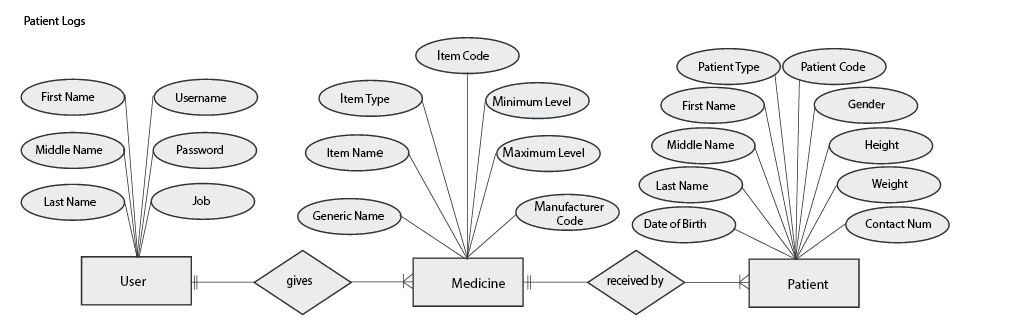 Patient Logs
First Name
Username
Middle Name
Password
Last Name
Job
User
gives
Item Code
Item Type
Minimum Level
Item Name
Maximum Level
Generic Name
Manufacturer
Code
Medicine
received by
Patient Type
Patient Code
First Name
Gender
Middle Name
Height
Last Name
Weight
Date of Birth
Contact Num
Patient